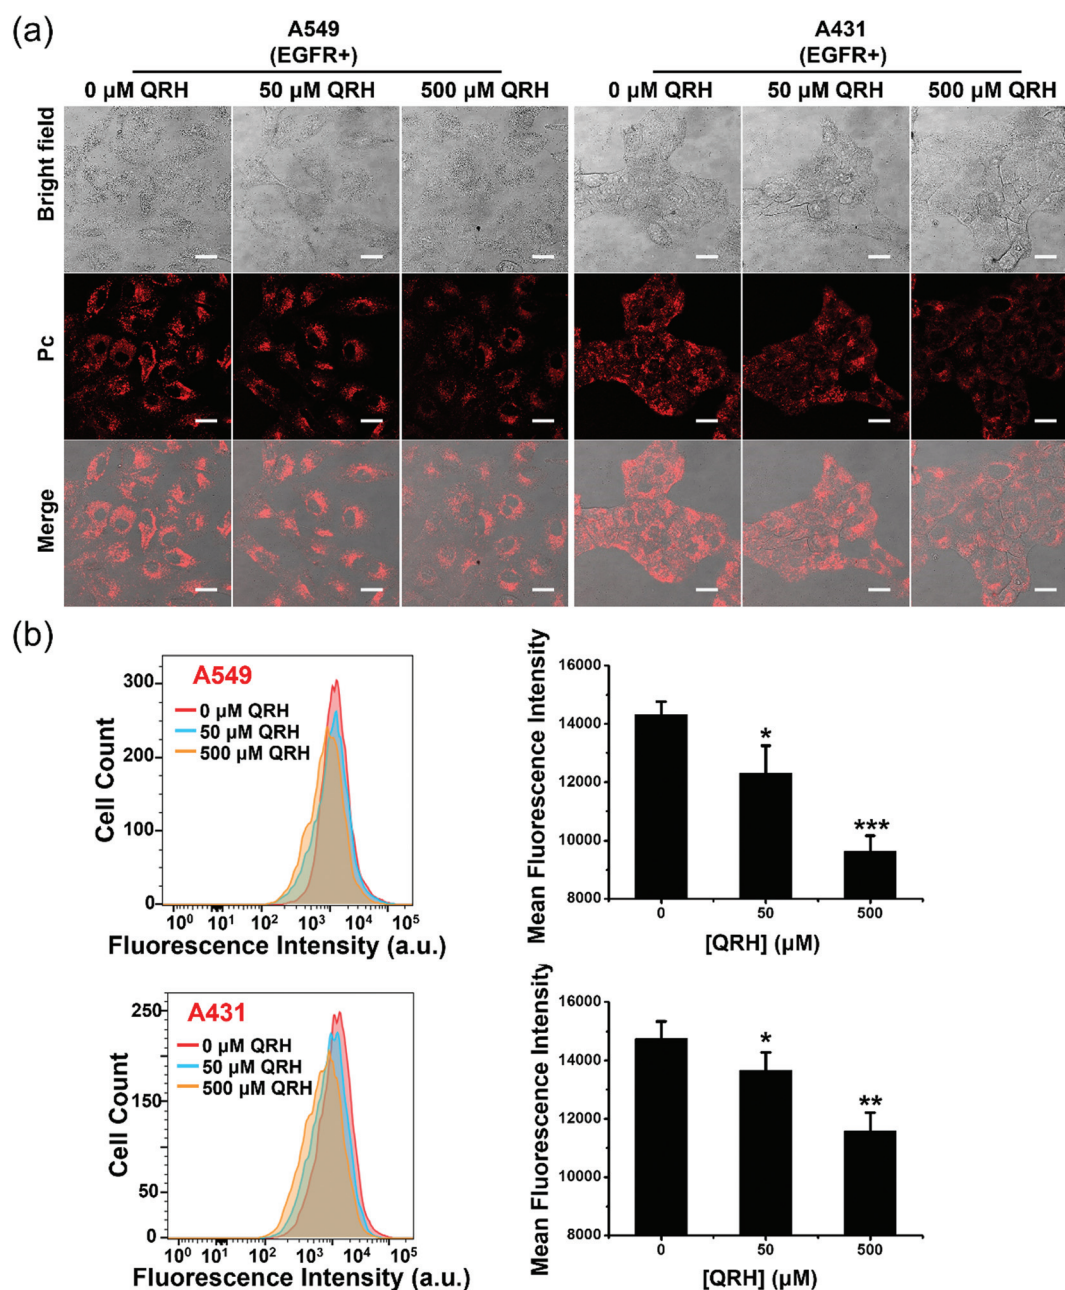 (a)
A549
(EGFR+)
A431
(EGFR+)
0 µM QRH 50 µM QRH 500 µM QRH 0 µM QRH 50 µM QRH 500 µM QRH
Bright field
Pc
Merge
(b)
A549
0 µM QRH
50 µM QRH
500 µM QRH
Cell Count
300
200
100
0
10⁰ 10¹ 10² 10³ 10⁴ 10⁵
Fluorescence Intensity (a.u.)
Mean Fluorescence Intensity
16000
14000
12000
10000
8000
* ***
0 50 500
[QRH] (µM)
A431
0 µM QRH
50 µM QRH
500 µM QRH
Cell Count
250
150
50
0
10⁰ 10¹ 10² 10³ 10⁴ 10⁵
Fluorescence Intensity (a.u.)
Mean Fluorescence Intensity
16000
14000
12000
10000
8000
* **
0 50 500
[QRH] (µM)